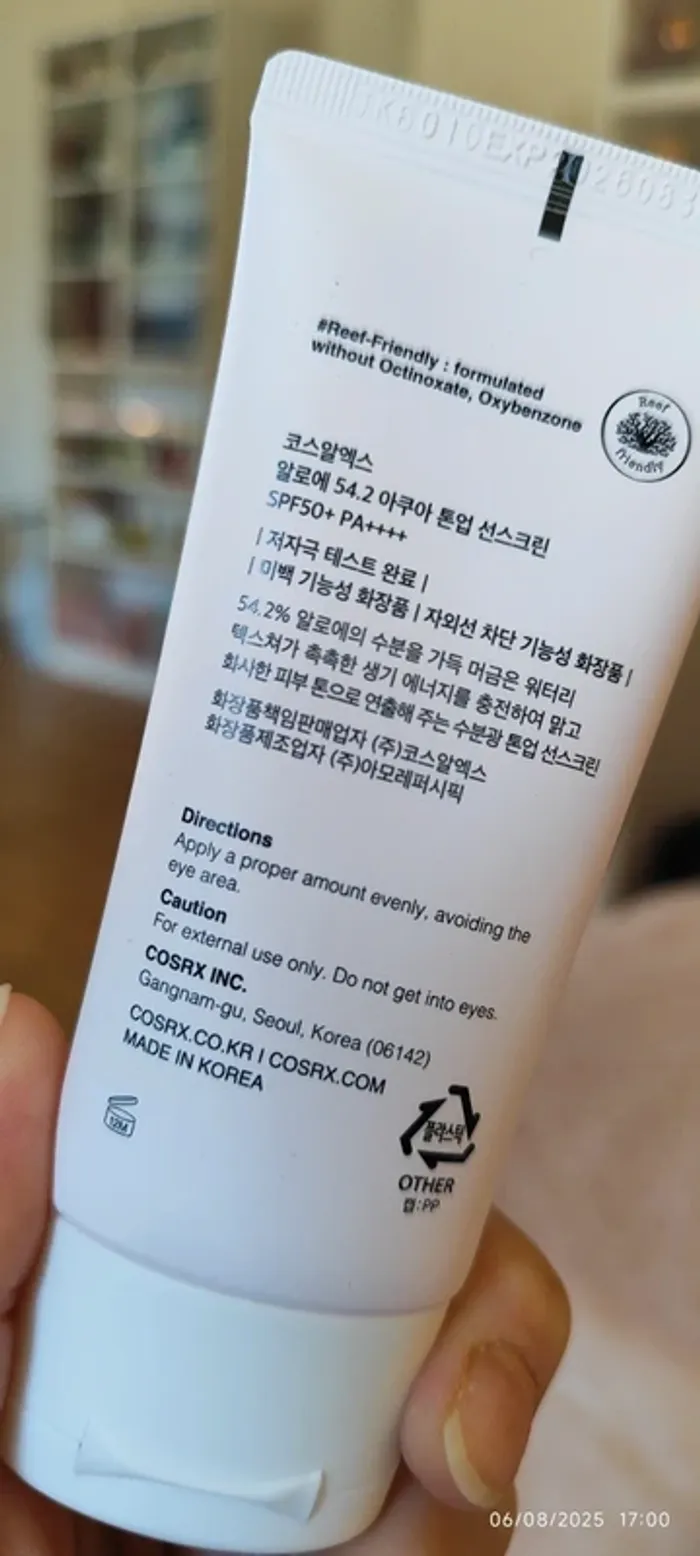 JK6010EXP
#Reef-Friendly : formulated
without Octinoxate, Oxybenzone
Reef
friendly
코스알엑스
알로에 54.2 아쿠아 톤업 선스크린
SPF50+ PA++++
| 저자극 테스트 완료 |
| 미백 기능성 화장품 | 자외선 차단 기능성 화장품 |
54.2% 알로에의 수분을 가득 머금은 워터리
텍스쳐가 촉촉한 생기 에너지를 충전하여 맑고
화사한 피부 톤으로 연출해 주는 수분광 톤업 선스크린
화장품책임판매업자 (주)코스알엑스
화장품제조업자 (주)아모레퍼시픽
Directions
Apply a proper amount evenly, avoiding the
eye area.
Caution
For external use only. Do not get into eyes.
COSRX INC.
Gangnam-gu, Seoul, Korea (06142)
COSRX.CO.KR I COSRX.COM
MADE IN KOREA
12M
플라스틱
OTHER
캡:PP
06/08/2025 17:00